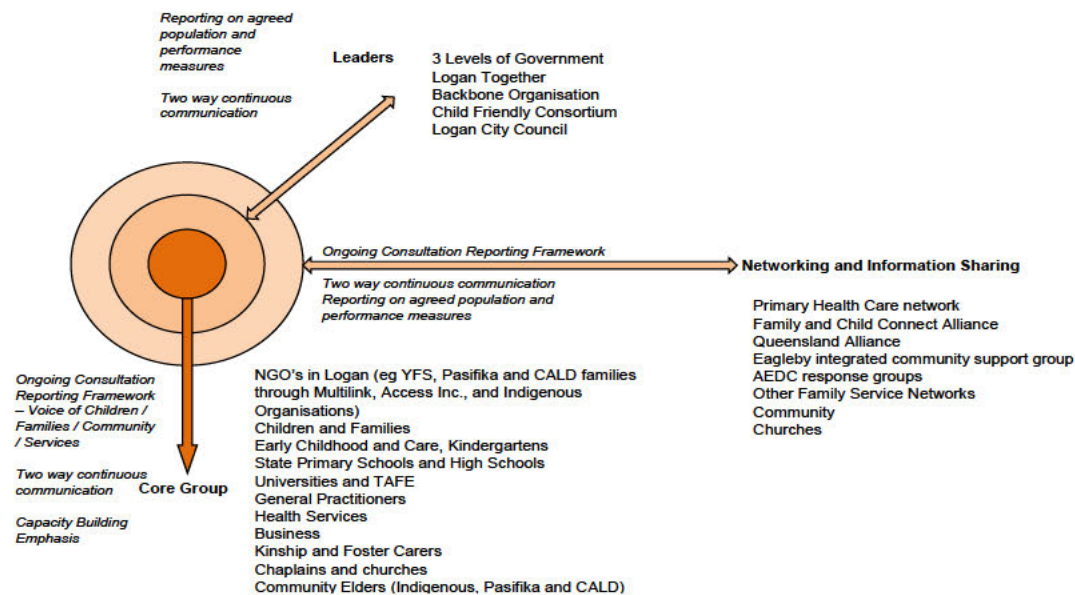 Reporting on agreed
population and
performance
measures
Two way continuous
communication
Leaders
3 Levels of Government
Logan Together
Backbone Organisation
Child Friendly Consortium
Logan City Council
Ongoing Consultation Reporting Framework
Two way continuous communication
Reporting on agreed population and
performance measures
Networking and Information Sharing
Primary Health Care network
Family and Child Connect Alliance
Queensland Alliance
Eagleby integrated community support group
AEDC response groups
Other Family Service Networks
Community
Churches
Ongoing Consultation
Reporting Framework
– Voice of Children /
Families / Community
/ Services
Two way continuous
communication
Capacity Building
Emphasis
Core Group
NGO's in Logan (eg YFS, Pasifika and CALD families
through Multilink, Access Inc., and Indigenous
Organisations)
Children and Families
Early Childhood and Care, Kindergartens
State Primary Schools and High Schools
Universities and TAFE
General Practitioners
Health Services
Business
Kinship and Foster Carers
Chaplains and churches
Community Elders (Indigenous, Pasifika and CALD)